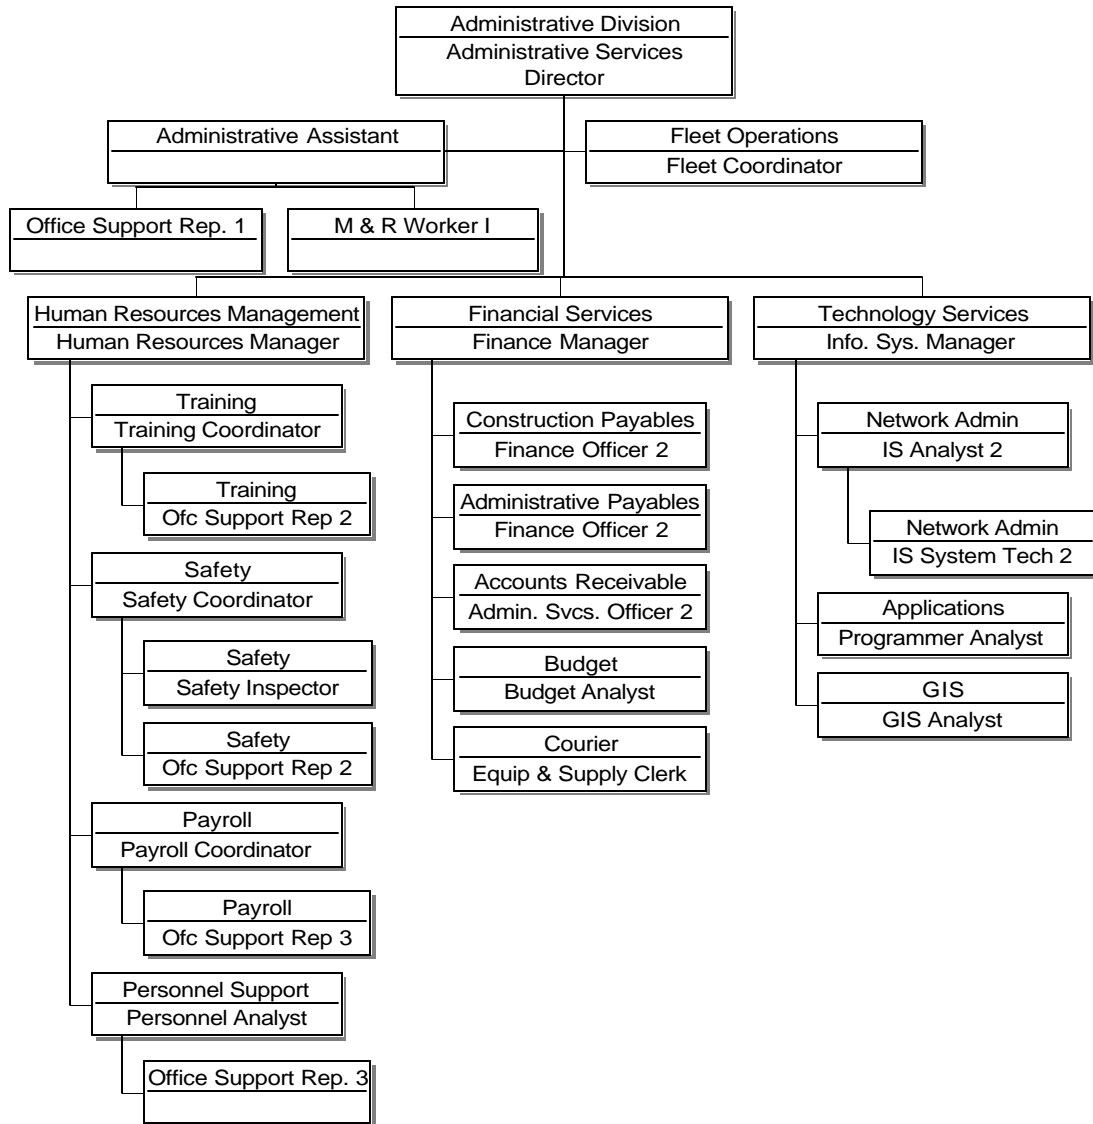 Administrative Division
Administrative Services
Director
Administrative Assistant
Fleet Operations
Fleet Coordinator
Office Support Rep. 1
M & R Worker I
Human Resources Management
Human Resources Manager
Training
Training Coordinator
Training
Ofc Support Rep 2
Safety
Safety Coordinator
Safety
Safety Inspector
Safety
Ofc Support Rep 2
Payroll
Payroll Coordinator
Payroll
Ofc Support Rep 3
Personnel Support
Personnel Analyst
Office Support Rep. 3
Financial Services
Finance Manager
Construction Payables
Finance Officer 2
Administrative Payables
Finance Officer 2
Accounts Receivable
Admin. Svcs. Officer 2
Budget
Budget Analyst
Courier
Equip & Supply Clerk
Technology Services
Info. Sys. Manager
Network Admin
IS Analyst 2
Network Admin
IS System Tech 2
Applications
Programmer Analyst
GIS
GIS Analyst